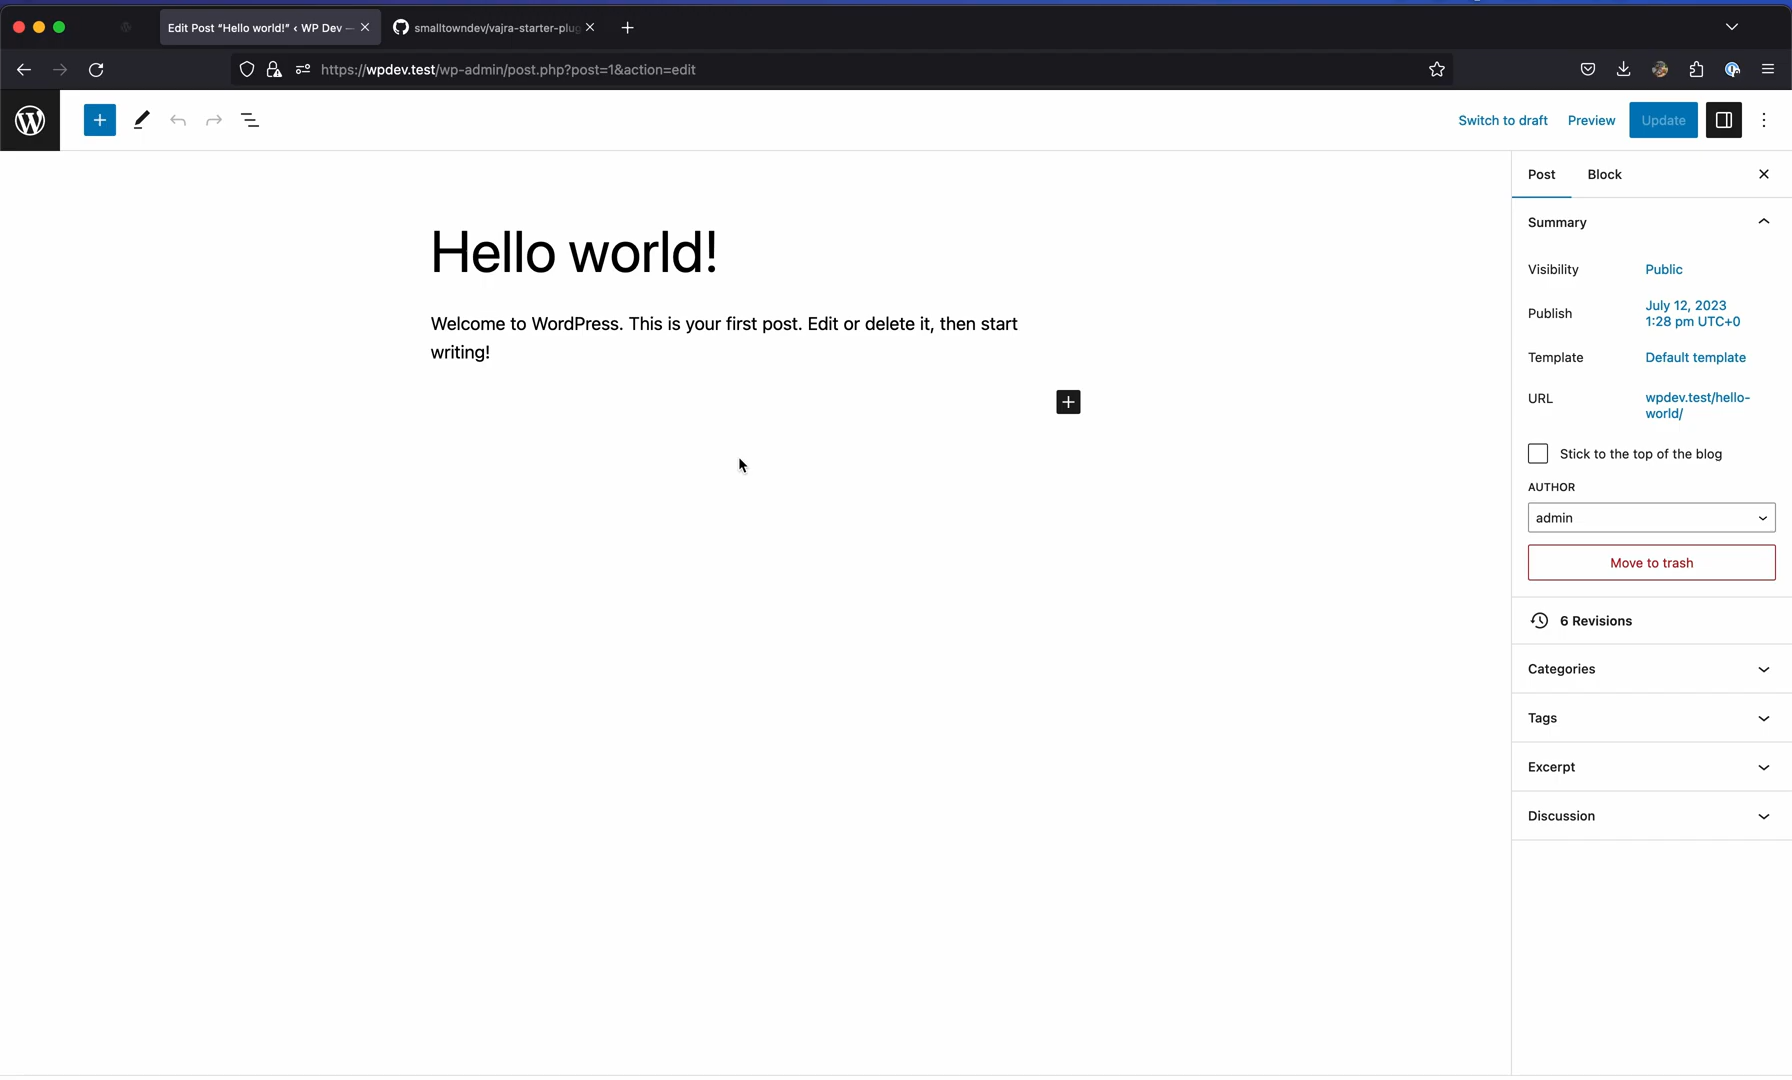 Edit Post “Hello world!” ‹ WP Dev —
smalltowndev/vajra-starter-plug
https://wpdev.test/wp-admin/post.php?post=1&action=edit
Switch to draft
Preview
Update
Post
Block
Summary
Hello world!
Visibility
Public
Welcome to WordPress. This is your first post. Edit or delete it, then start
writing!
Publish
July 12, 2023
1:28 pm UTC+0
Template
Default template
URL
wpdev.test/hello-
world/
Stick to the top of the blog
AUTHOR
admin
Move to trash
6 Revisions
Categories
Tags
Excerpt
Discussion